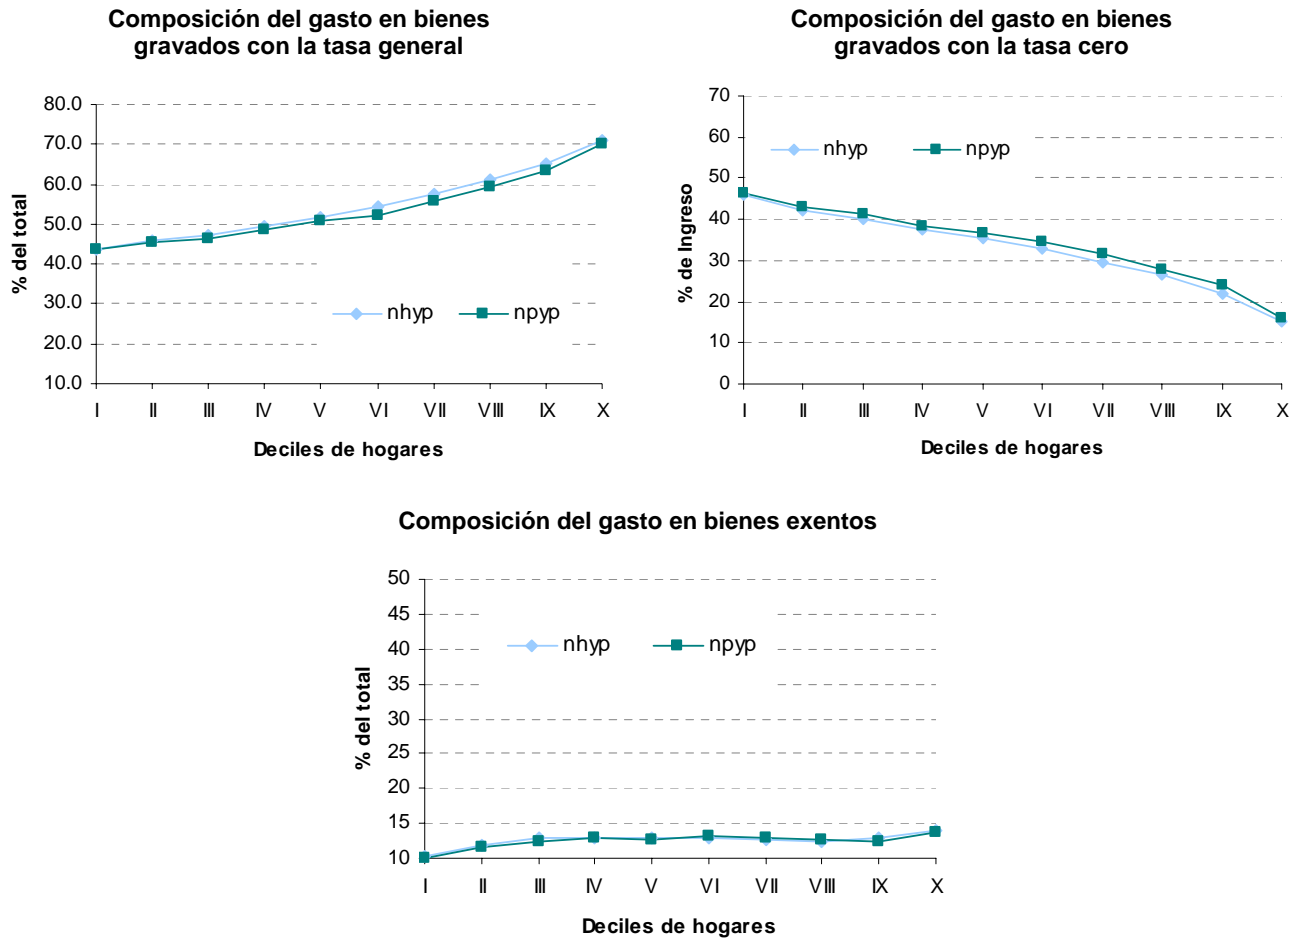 Composición del gasto en bienes
gravados con la tasa general
80.0
70.0
60.0
50.0
40.0
30.0
20.0
10.0
% del total
nhyp
npyp
I II III IV V VI VII VIII IX X
Deciles de hogares
Composición del gasto en bienes
gravados con la tasa cero
70
60
50
40
30
20
10
0
% de Ingreso
nhyp
npyp
I II III IV V VI VII VIII IX X
Deciles de hogares
Composición del gasto en bienes exentos
50
45
40
35
30
25
20
15
10
% del total
nhyp
npyp
I II III IV V VI VII VIII IX X
Deciles de hogares